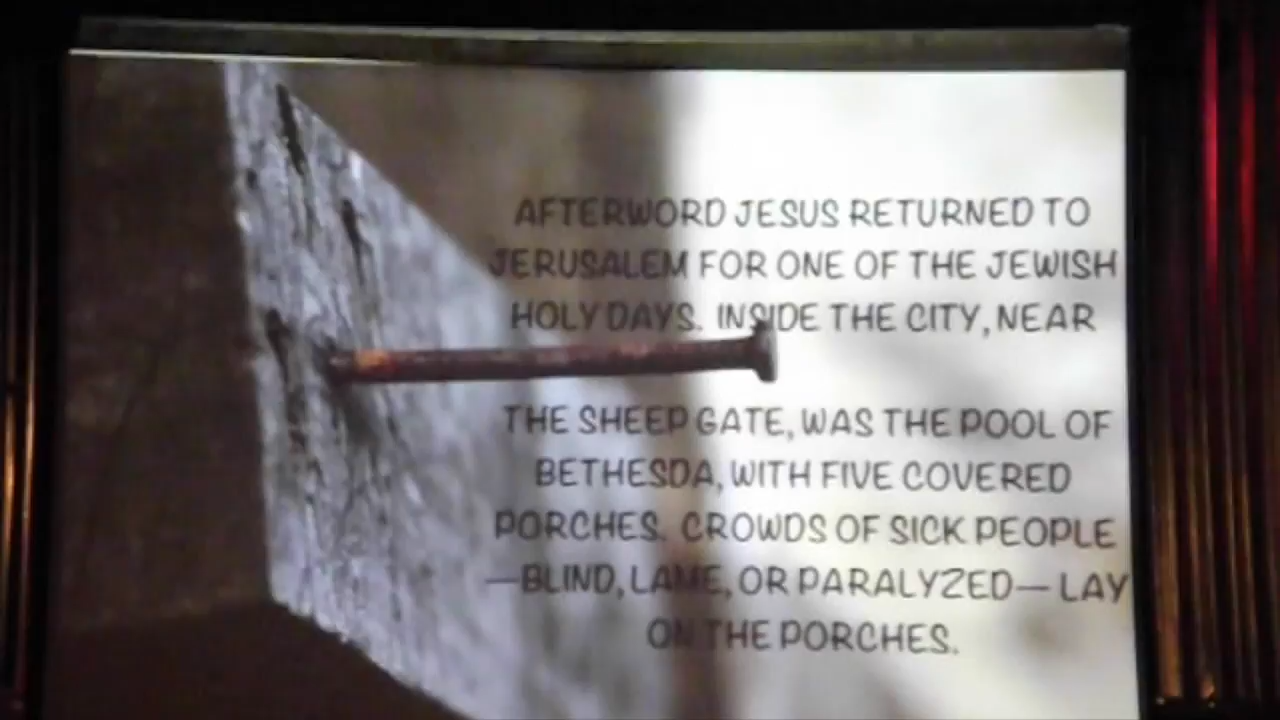 AFTERWORD JESUS RETURNED TO
JERUSALEM FOR ONE OF THE JEWISH
HOLY DAYS. INSIDE THE CITY, NEAR
THE SHEEP GATE, WAS THE POOL OF
BETHESDA, WITH FIVE COVERED
PORCHES. CROWDS OF SICK PEOPLE
—BLIND, LAME, OR PARALYZED— LAY
ON THE PORCHES.